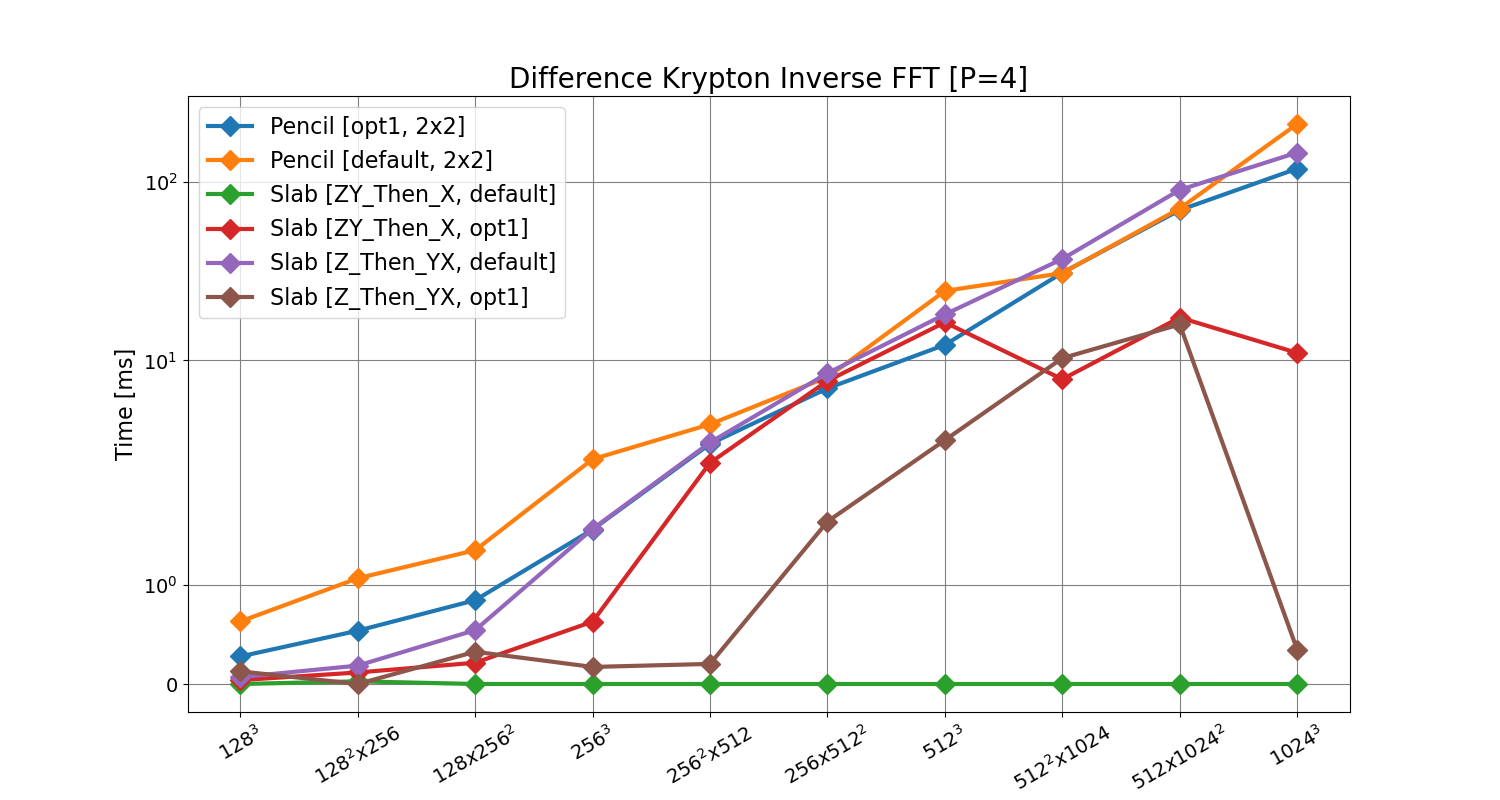 Difference Krypton Inverse FFT [P=4]
Pencil [opt1, 2x2]
Pencil [default, 2x2]
Slab [ZY_Then_X, default]
Slab [ZY_Then_X, opt1]
Slab [Z_Then_YX, default]
Slab [Z_Then_YX, opt1]
Time [ms]
10²
10¹
10⁰
0
128³
128²x256
128x256²
256³
256²x512
256x512²
512³
512²x1024
512x1024²
1024³